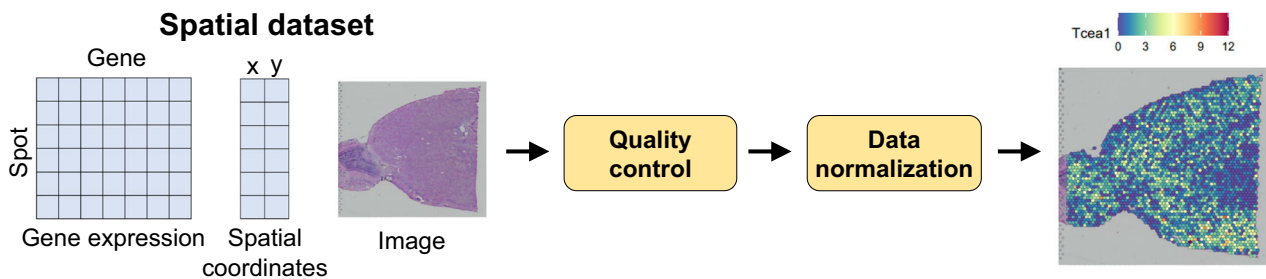 Spatial dataset
Gene
Spot
Gene expression
x y
Spatial
coordinates
Image
Quality
control
Data
normalization
Tcea1
0 3 6 9 12